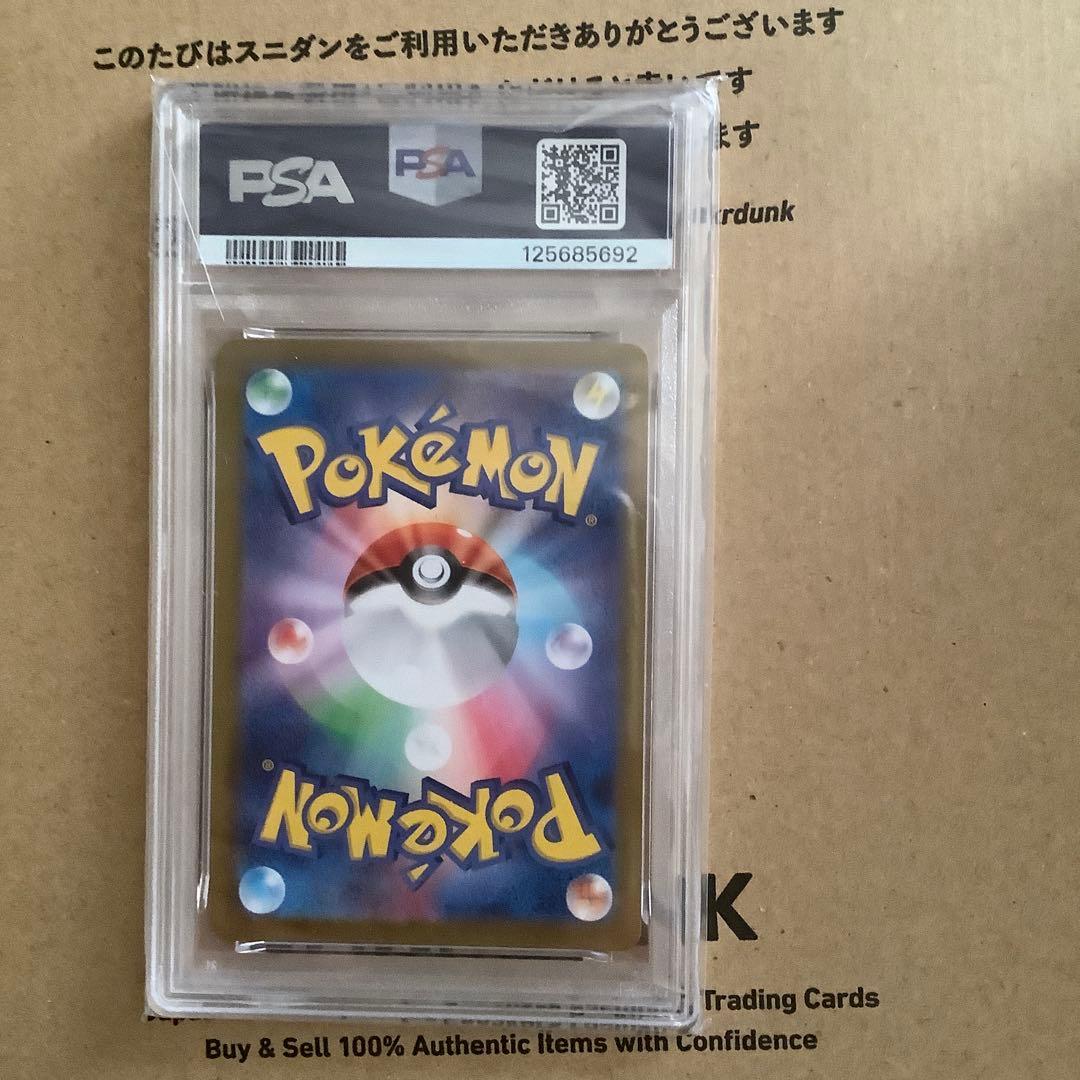 このたびはスニダンをご利用いただきありがとうございます
です
ます
rdunk
PSA
PSA
125685692
POKÉMON
®
®
POKÉMON
K
Trading Cards
Buy & Sell 100% Authentic Items with Confidence